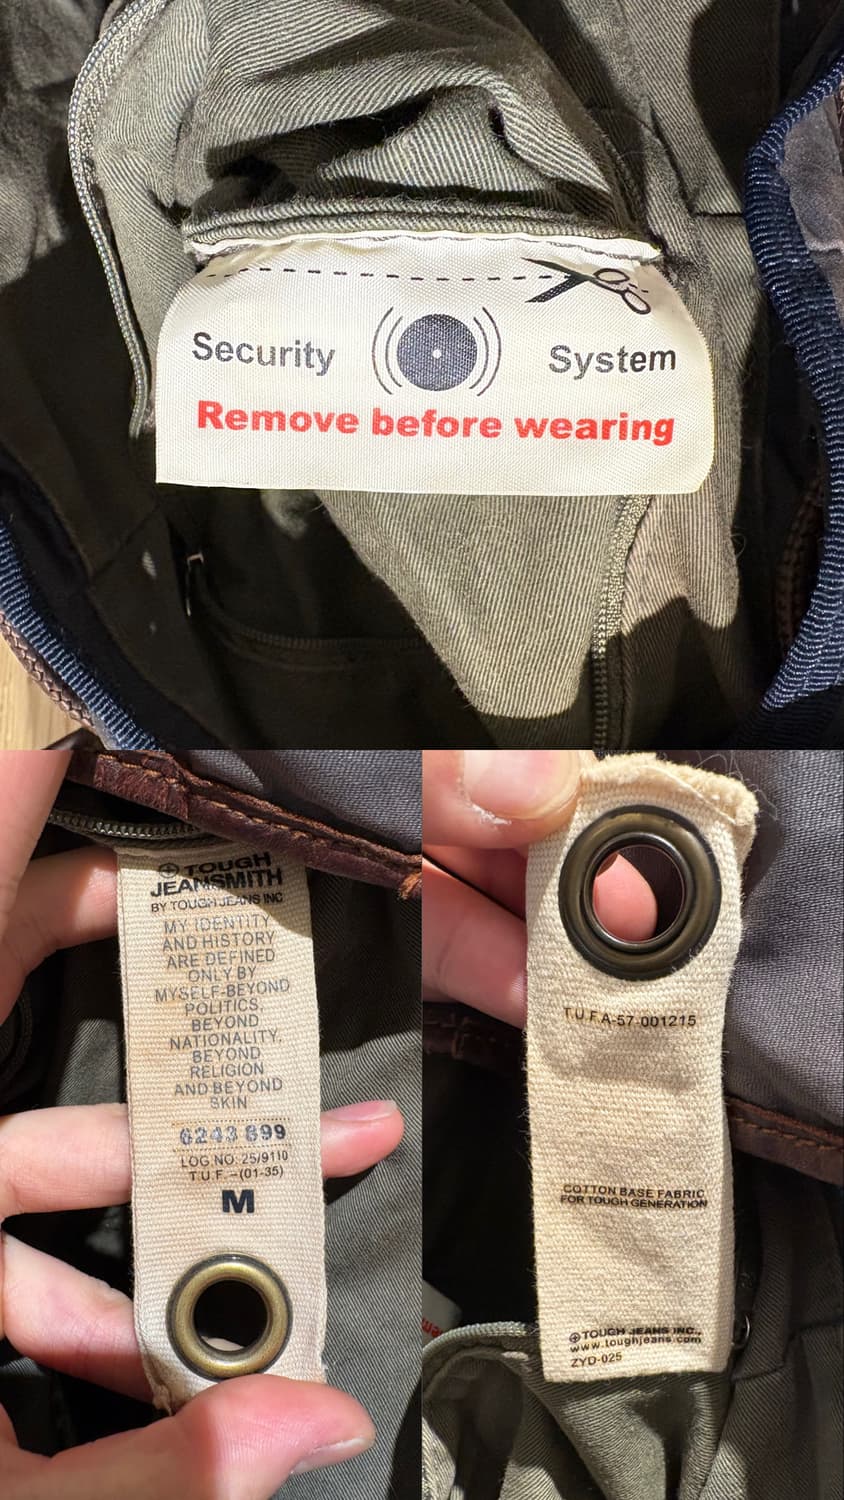 Security System
Remove before wearing
TOUGH
JEANSMITH
BY TOUGH JEANS INC
MY IDENTITY
AND HISTORY
ARE DEFINED
ONLY BY
MYSELF-BEYOND
POLITICS,
BEYOND
NATIONALITY,
BEYOND
RELIGION
AND BEYOND
SKIN
6243 699
LOG NO: 25/9110
T.U.F.-(01-35)
M
T.U.F.A-57-001215
COTTON BASE FABRIC
FOR TOUGH GENERATION
TOUGH JEANS INC.,
www.toughjeans.com
ZYD-025